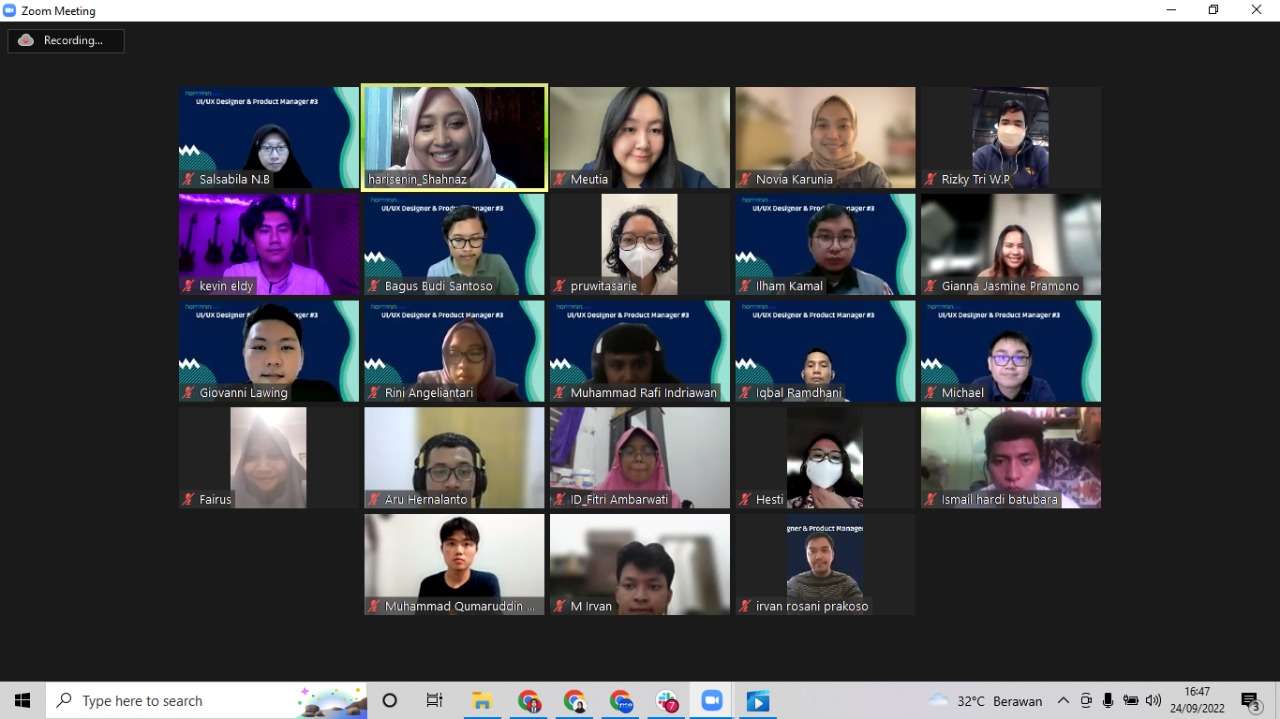 Zoom Meeting
Recording...
UI/UX Designer & Product Manager #3
Salsabila N.B
harisenin_Shahnaz
Meutia
Novia Karunia
Rizky Tri W.P
kevin eldy
UI/UX Designer & Product Manager #3
Bagus Budi Santoso
pruwitasarie
UI/UX Designer & Product Manager #3
Ilham Kamal
Gianna Jasmine Pramono
UI/UX Designer & Product Manager #3
Giovanni Lawing
UI/UX Designer & Product Manager #3
Rini Angeliantari
UI/UX Designer & Product Manager #3
Muhammad Rafi Indriawan
UI/UX Designer & Product Manager #3
Iqbal Ramdhani
UI/UX Designer & Product Manager #3
Michael
Fairus
Aru Hernalanto
ID_Fitri Ambarwati
Hesti
Ismail hardi batubara
Muhammad Qumaruddin ...
M Irvan
igner & Product Manager
irvan rosani prakoso
Type here to search
7
32°C Berawan
16:47
24/09/2022
3